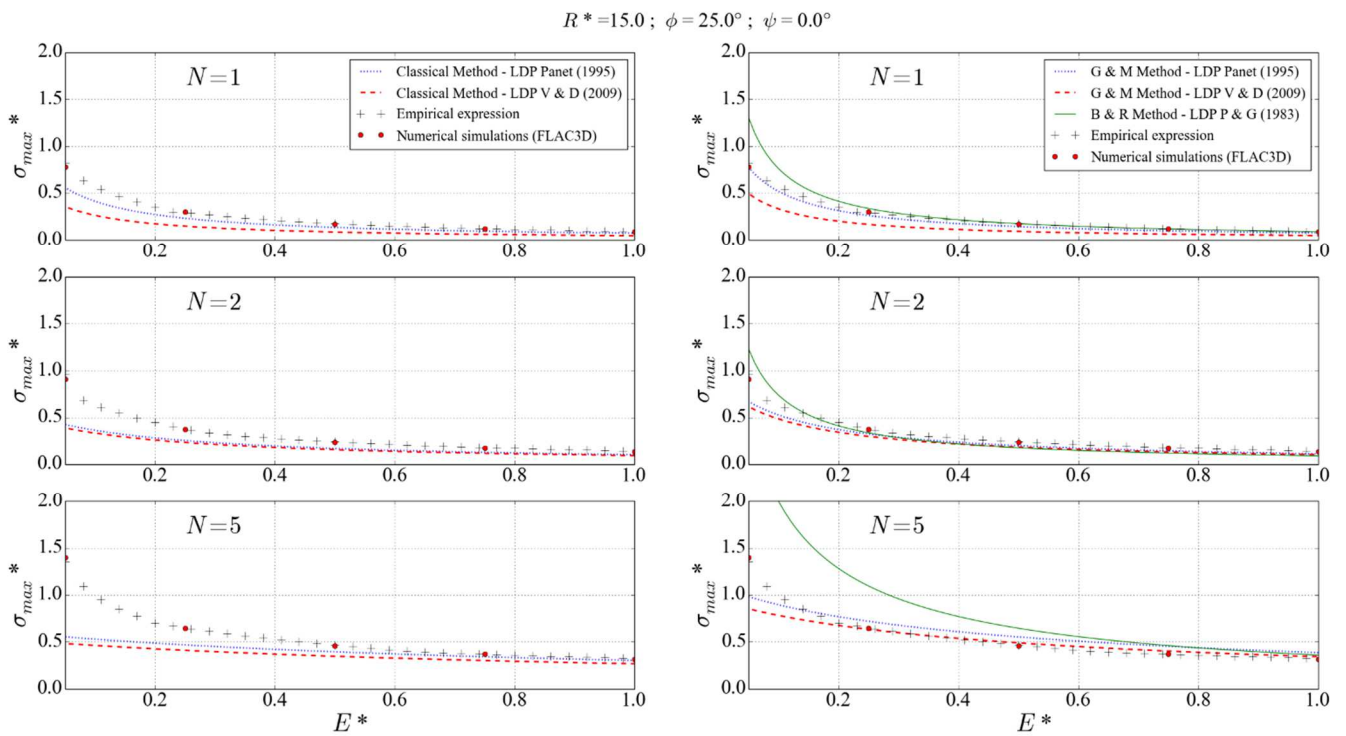 R* =15.0 ; ϕ = 25.0° ; ψ = 0.0°
N=1
Classical Method - LDP Panet (1995)
Classical Method - LDP V & D (2009)
Empirical expression
Numerical simulations (FLAC3D)
σmax*
2.0
1.5
1.0
0.5
0.0
0.2 0.4 0.6 0.8 1.0
N=1
G & M Method - LDP Panet (1995)
G & M Method - LDP V & D (2009)
B & R Method - LDP P & G (1983)
Empirical expression
Numerical simulations (FLAC3D)
σmax*
2.0
1.5
1.0
0.5
0.0
0.2 0.4 0.6 0.8 1.0
N=2
σmax*
2.0
1.5
1.0
0.5
0.0
0.2 0.4 0.6 0.8 1.0
N=2
σmax*
2.0
1.5
1.0
0.5
0.0
0.2 0.4 0.6 0.8 1.0
N=5
σmax*
2.0
1.5
1.0
0.5
0.0
0.2 0.4 0.6 0.8 1.0
E*
N=5
σmax*
2.0
1.5
1.0
0.5
0.0
0.2 0.4 0.6 0.8 1.0
E*